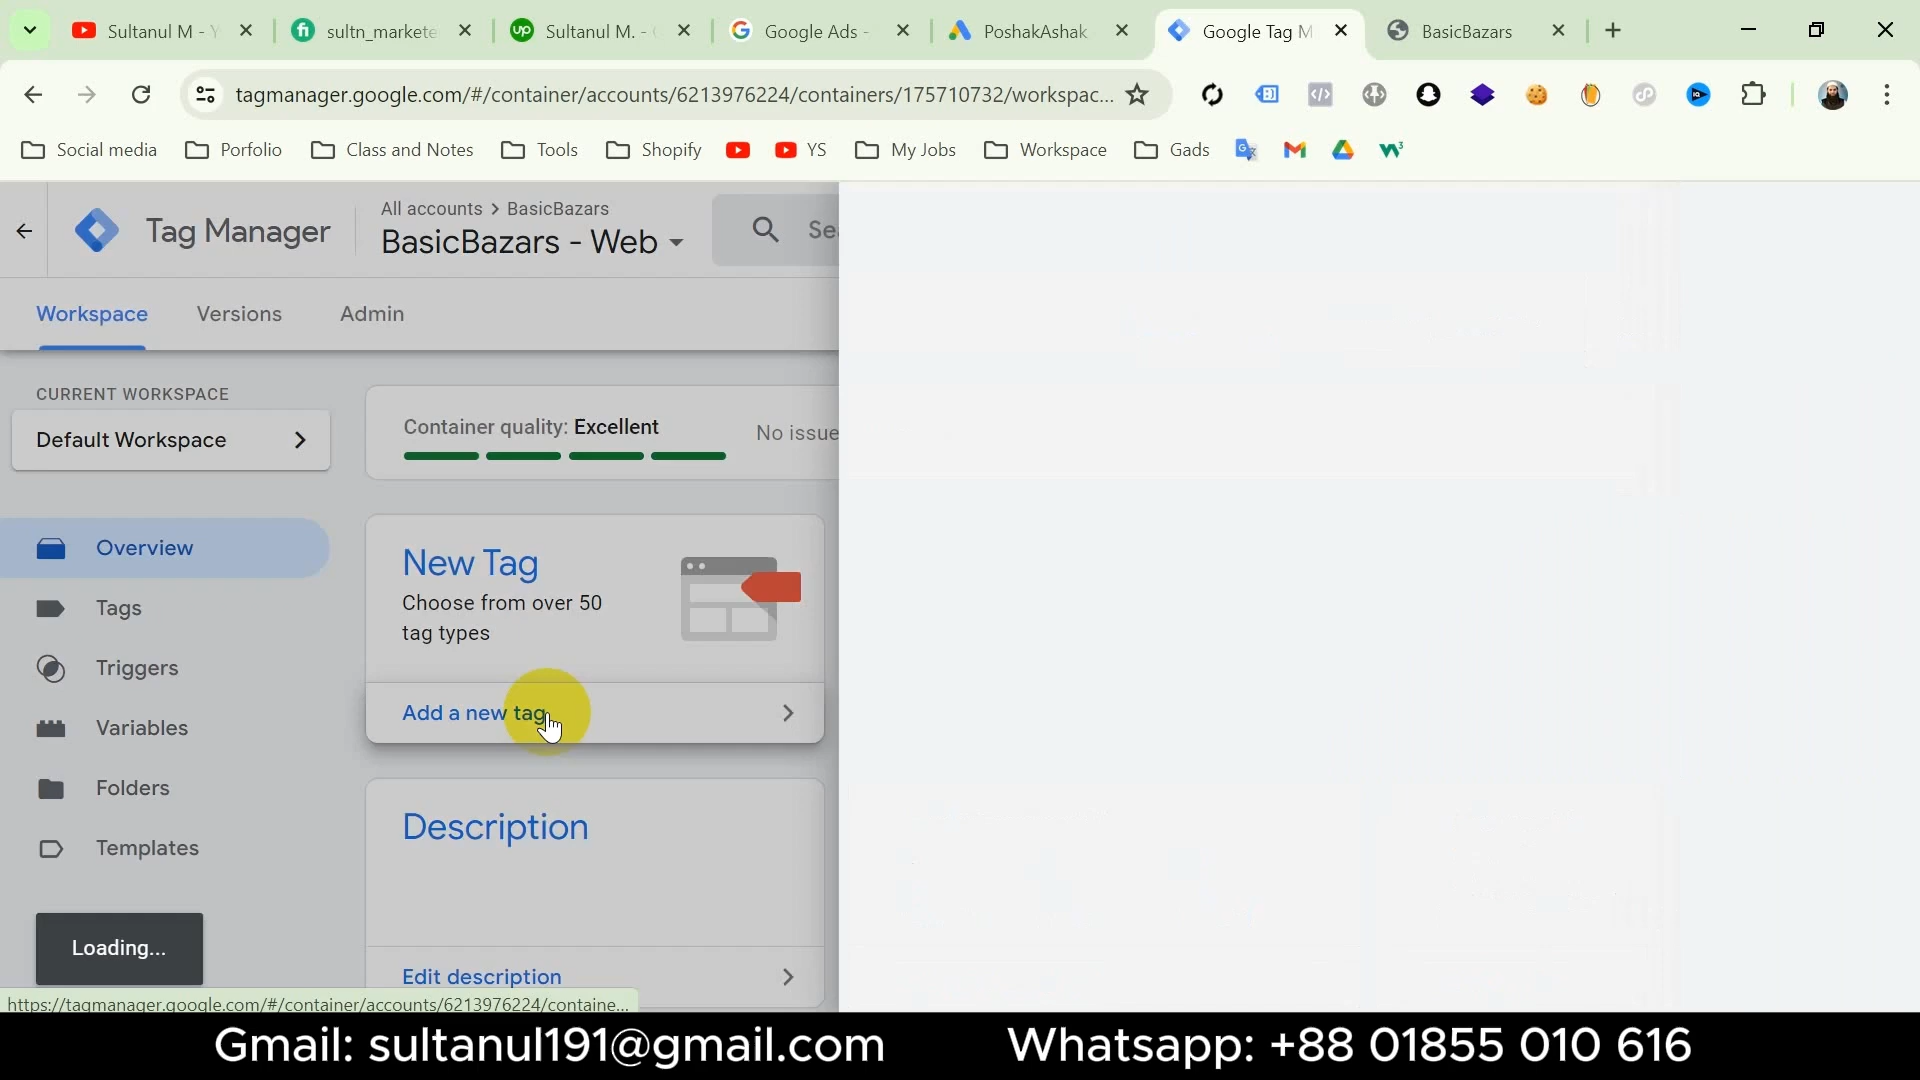 Sultanul M - Y
sultn_markete
Sultanul M. -
Google Ads -
PoshakAshak
Google Tag M
BasicBazars
tagmanager.google.com/#/container/accounts/6213976224/containers/175710732/workspac...
Social media
Porfolio
Class and Notes
Tools
Shopify
YS
My Jobs
Workspace
Gads
Tag Manager
All accounts > BasicBazars
BasicBazars - Web
Se
Workspace
Versions
Admin
CURRENT WORKSPACE
Default Workspace
Container quality: Excellent
No issue
Overview
Tags
Triggers
Variables
Folders
Templates
New Tag
Choose from over 50
tag types
Add a new tag
Description
Edit description
Loading...
https://tagmanager.google.com/#/container/accounts/6213976224/containe...
Gmail: sultanul191@gmail.com
Whatsapp: +88 01855 010 616